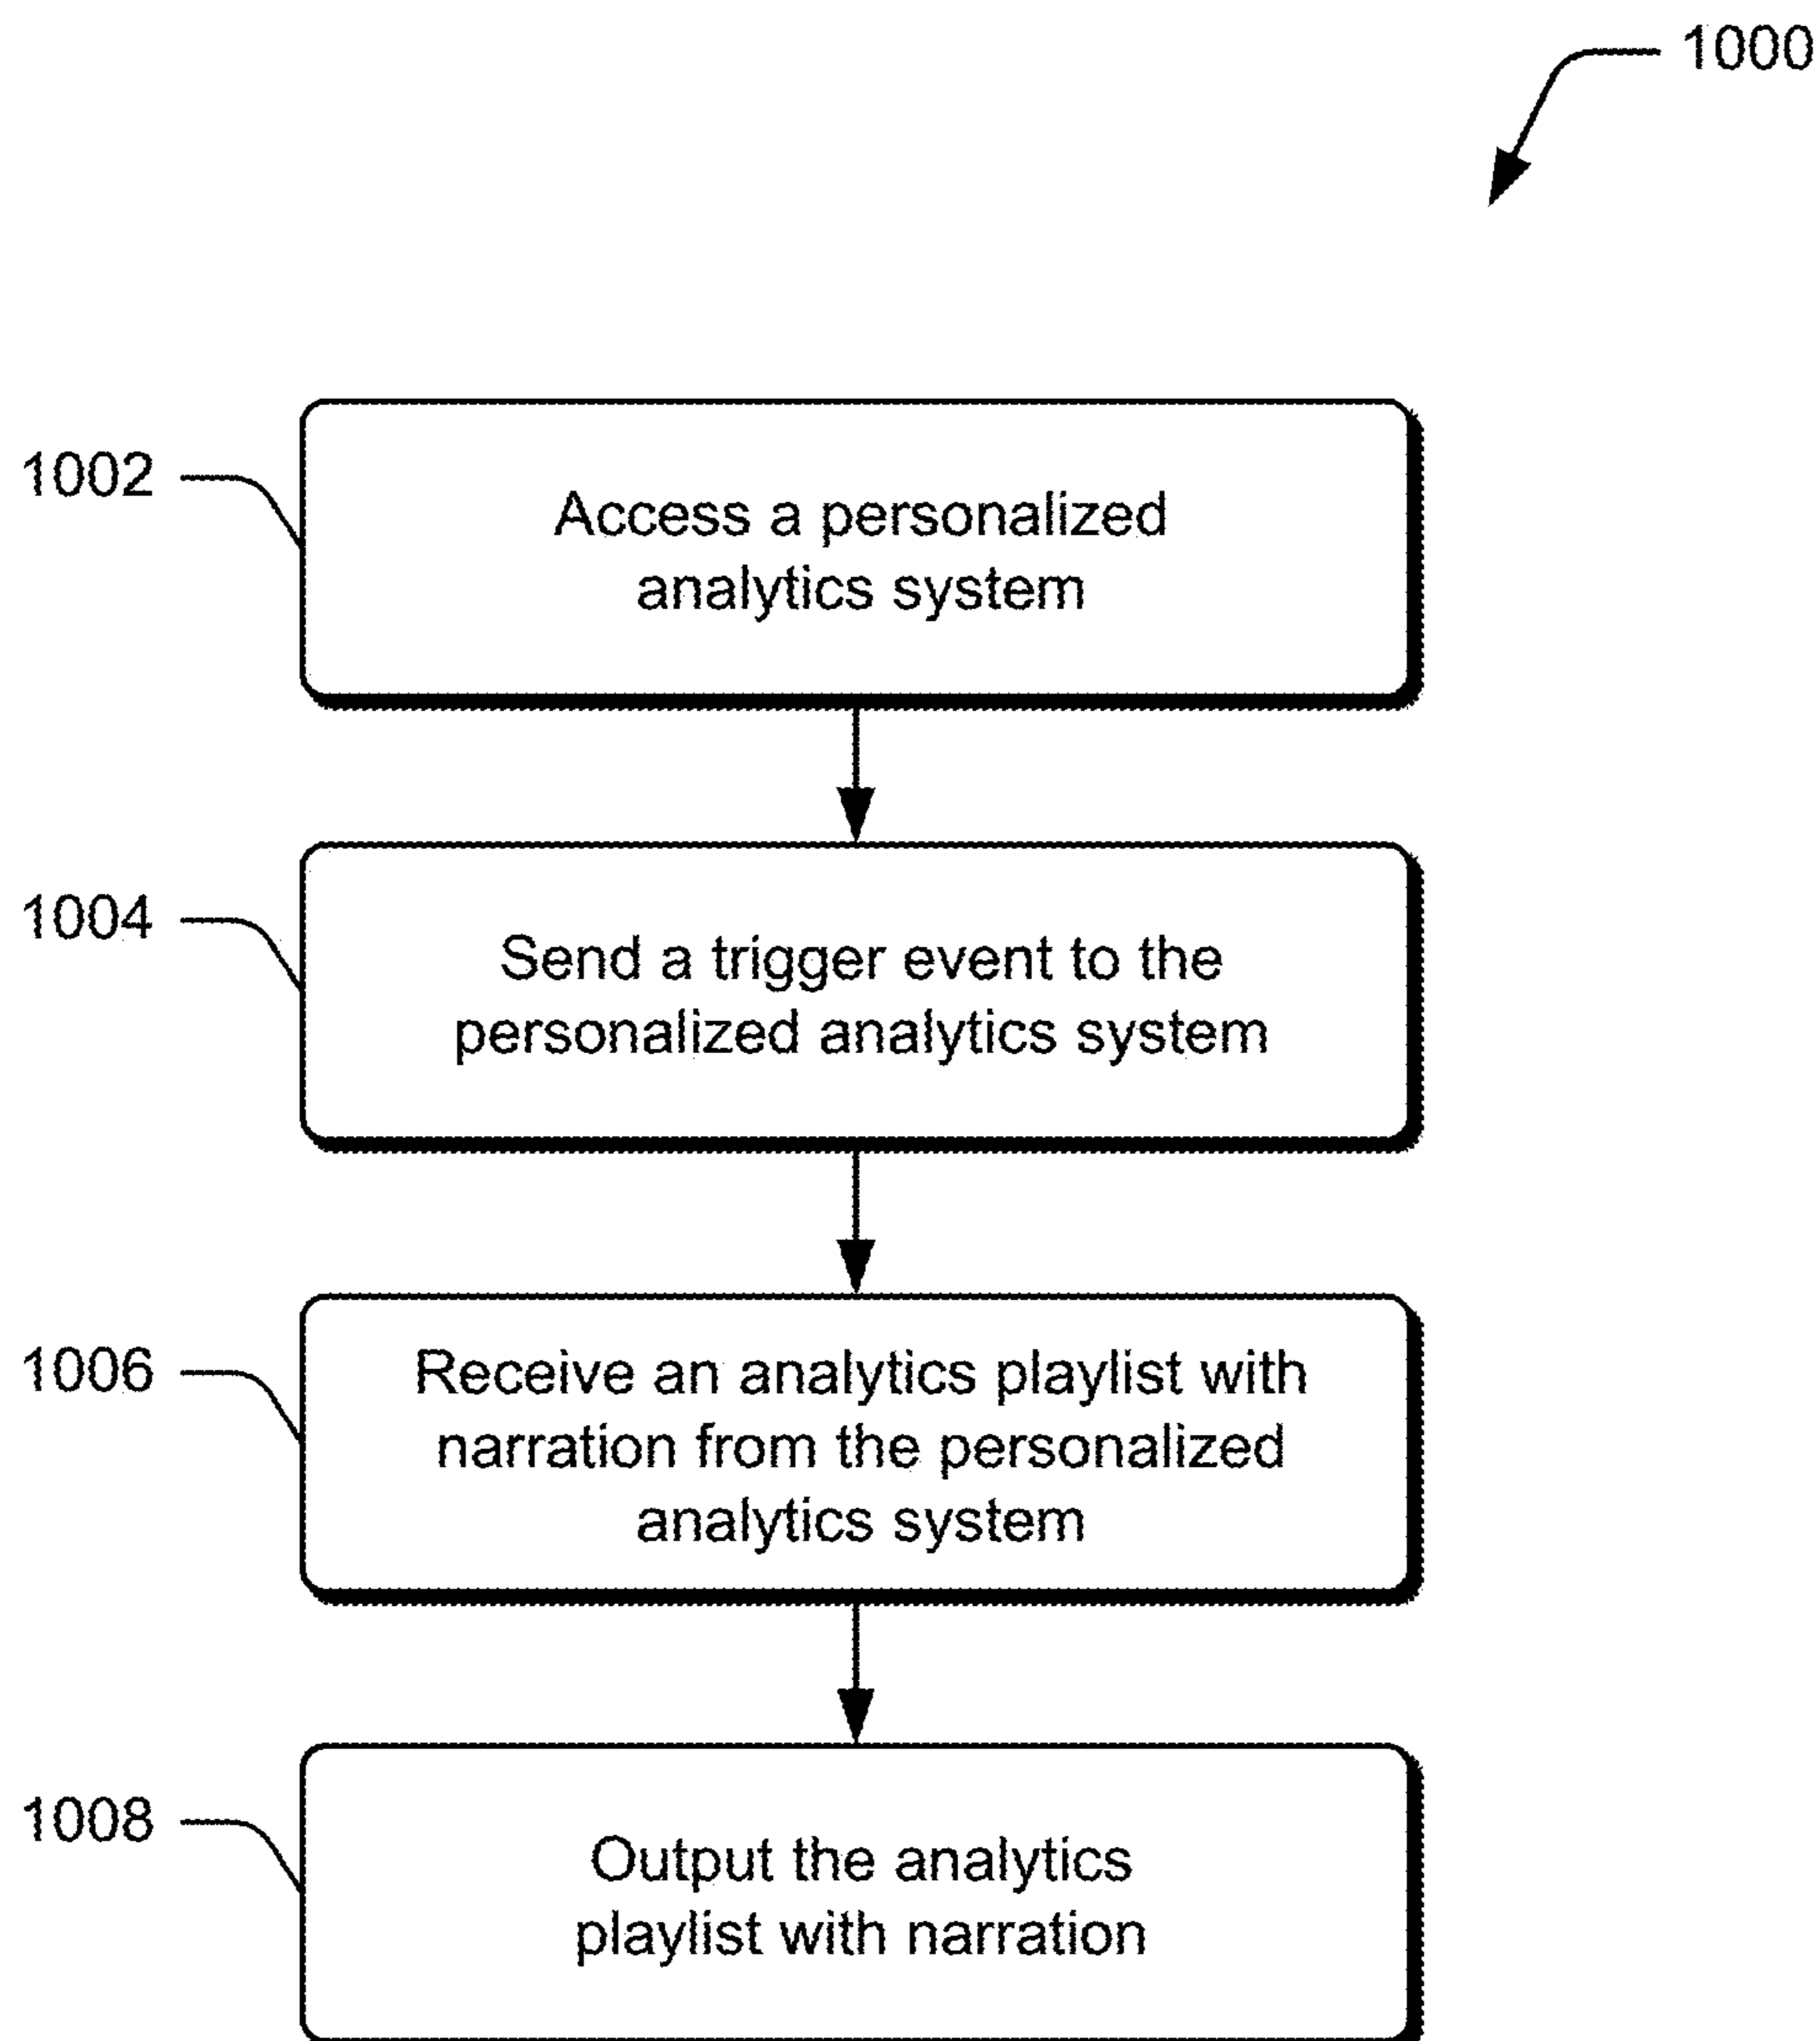 1000
1002
Access a personalized
analytics system
1004
Send a trigger event to the
personalized analytics system
1006
Receive an analytics playlist with
narration from the personalized
analytics system
1008
Output the analytics
playlist with narration